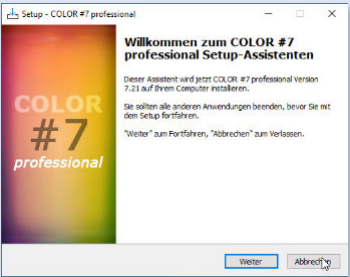 Setup - COLOR #7 professional
Willkommen zum COLOR #7
professional Setup-Assistenten
Dieser Assistent wird jetzt COLOR #7 professional Version
7.21 auf Ihrem Computer installieren.
Sie sollten alle anderen Anwendungen beenden, bevor Sie mit
dem Setup fortfahren.
"Weiter" zum Fortfahren, "Abbrechen" zum Verlassen.
COLOR
#7
professional
Weiter
Abbrechen